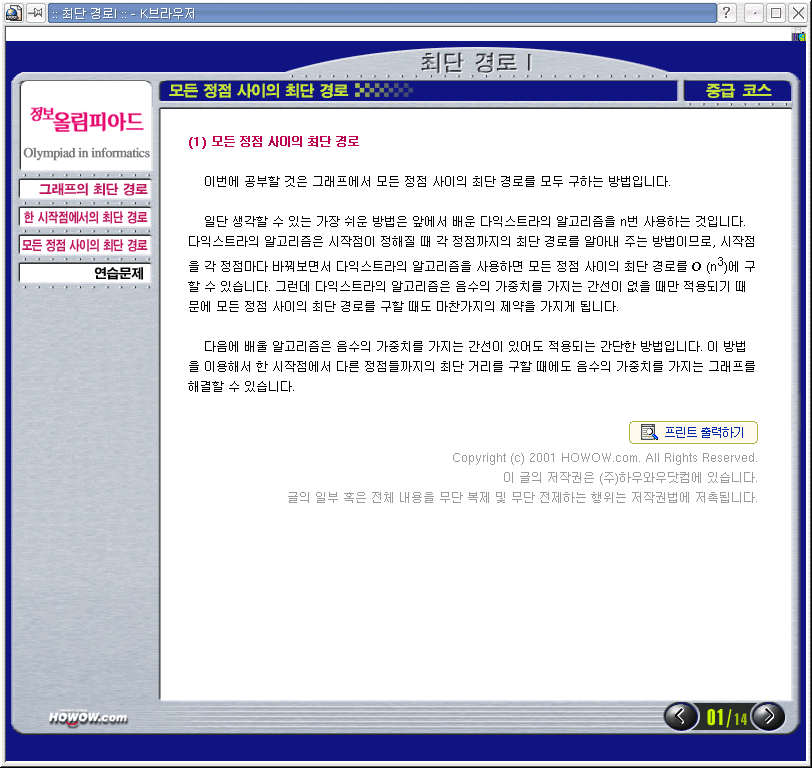 :: 최단 경로I :: - K브라우저
최단 경로 I
정보올림피아드
Olympiad in informatics
그래프의 최단 경로
한 시작점에서의 최단 경로
모든 정점 사이의 최단 경로
연습문제
모든 정점 사이의 최단 경로
중급 코스
(1) 모든 정점 사이의 최단 경로
이번에 공부할 것은 그래프에서 모든 정점 사이의 최단 경로를 모두 구하는 방법입니다.
일단 생각할 수 있는 가장 쉬운 방법은 앞에서 배운 다익스트라의 알고리즘을 n번 사용하는 것입니다.
다익스트라의 알고리즘은 시작점이 정해질 때 각 정점까지의 최단 경로를 알아내 주는 방법이므로, 시작점
을 각 정점마다 바꿔보면서 다익스트라의 알고리즘을 사용하면 모든 정점 사이의 최단 경로를 O (n³)에 구
할 수 있습니다. 그런데 다익스트라의 알고리즘은 음수의 가중치를 가지는 간선이 없을 때만 적용되기 때
문에 모든 정점 사이의 최단 경로를 구할 때도 마찬가지의 제약을 가지게 됩니다.
다음에 배울 알고리즘은 음수의 가중치를 가지는 간선이 있어도 적용되는 간단한 방법입니다. 이 방법
을 이용해서 한 시작점에서 다른 정점들까지의 최단 거리를 구할 때에도 음수의 가중치를 가지는 그래프를
해결할 수 있습니다.
프린트 출력하기
Copyright (c) 2001 HOWOW.com. All Rights Reserved.
이 글의 저작권은 (주)하우와우닷컴에 있습니다.
글의 일부 혹은 전체 내용을 무단 복제 및 무단 전제하는 행위는 저작권법에 저촉됩니다.
HOWOW.com
01/14